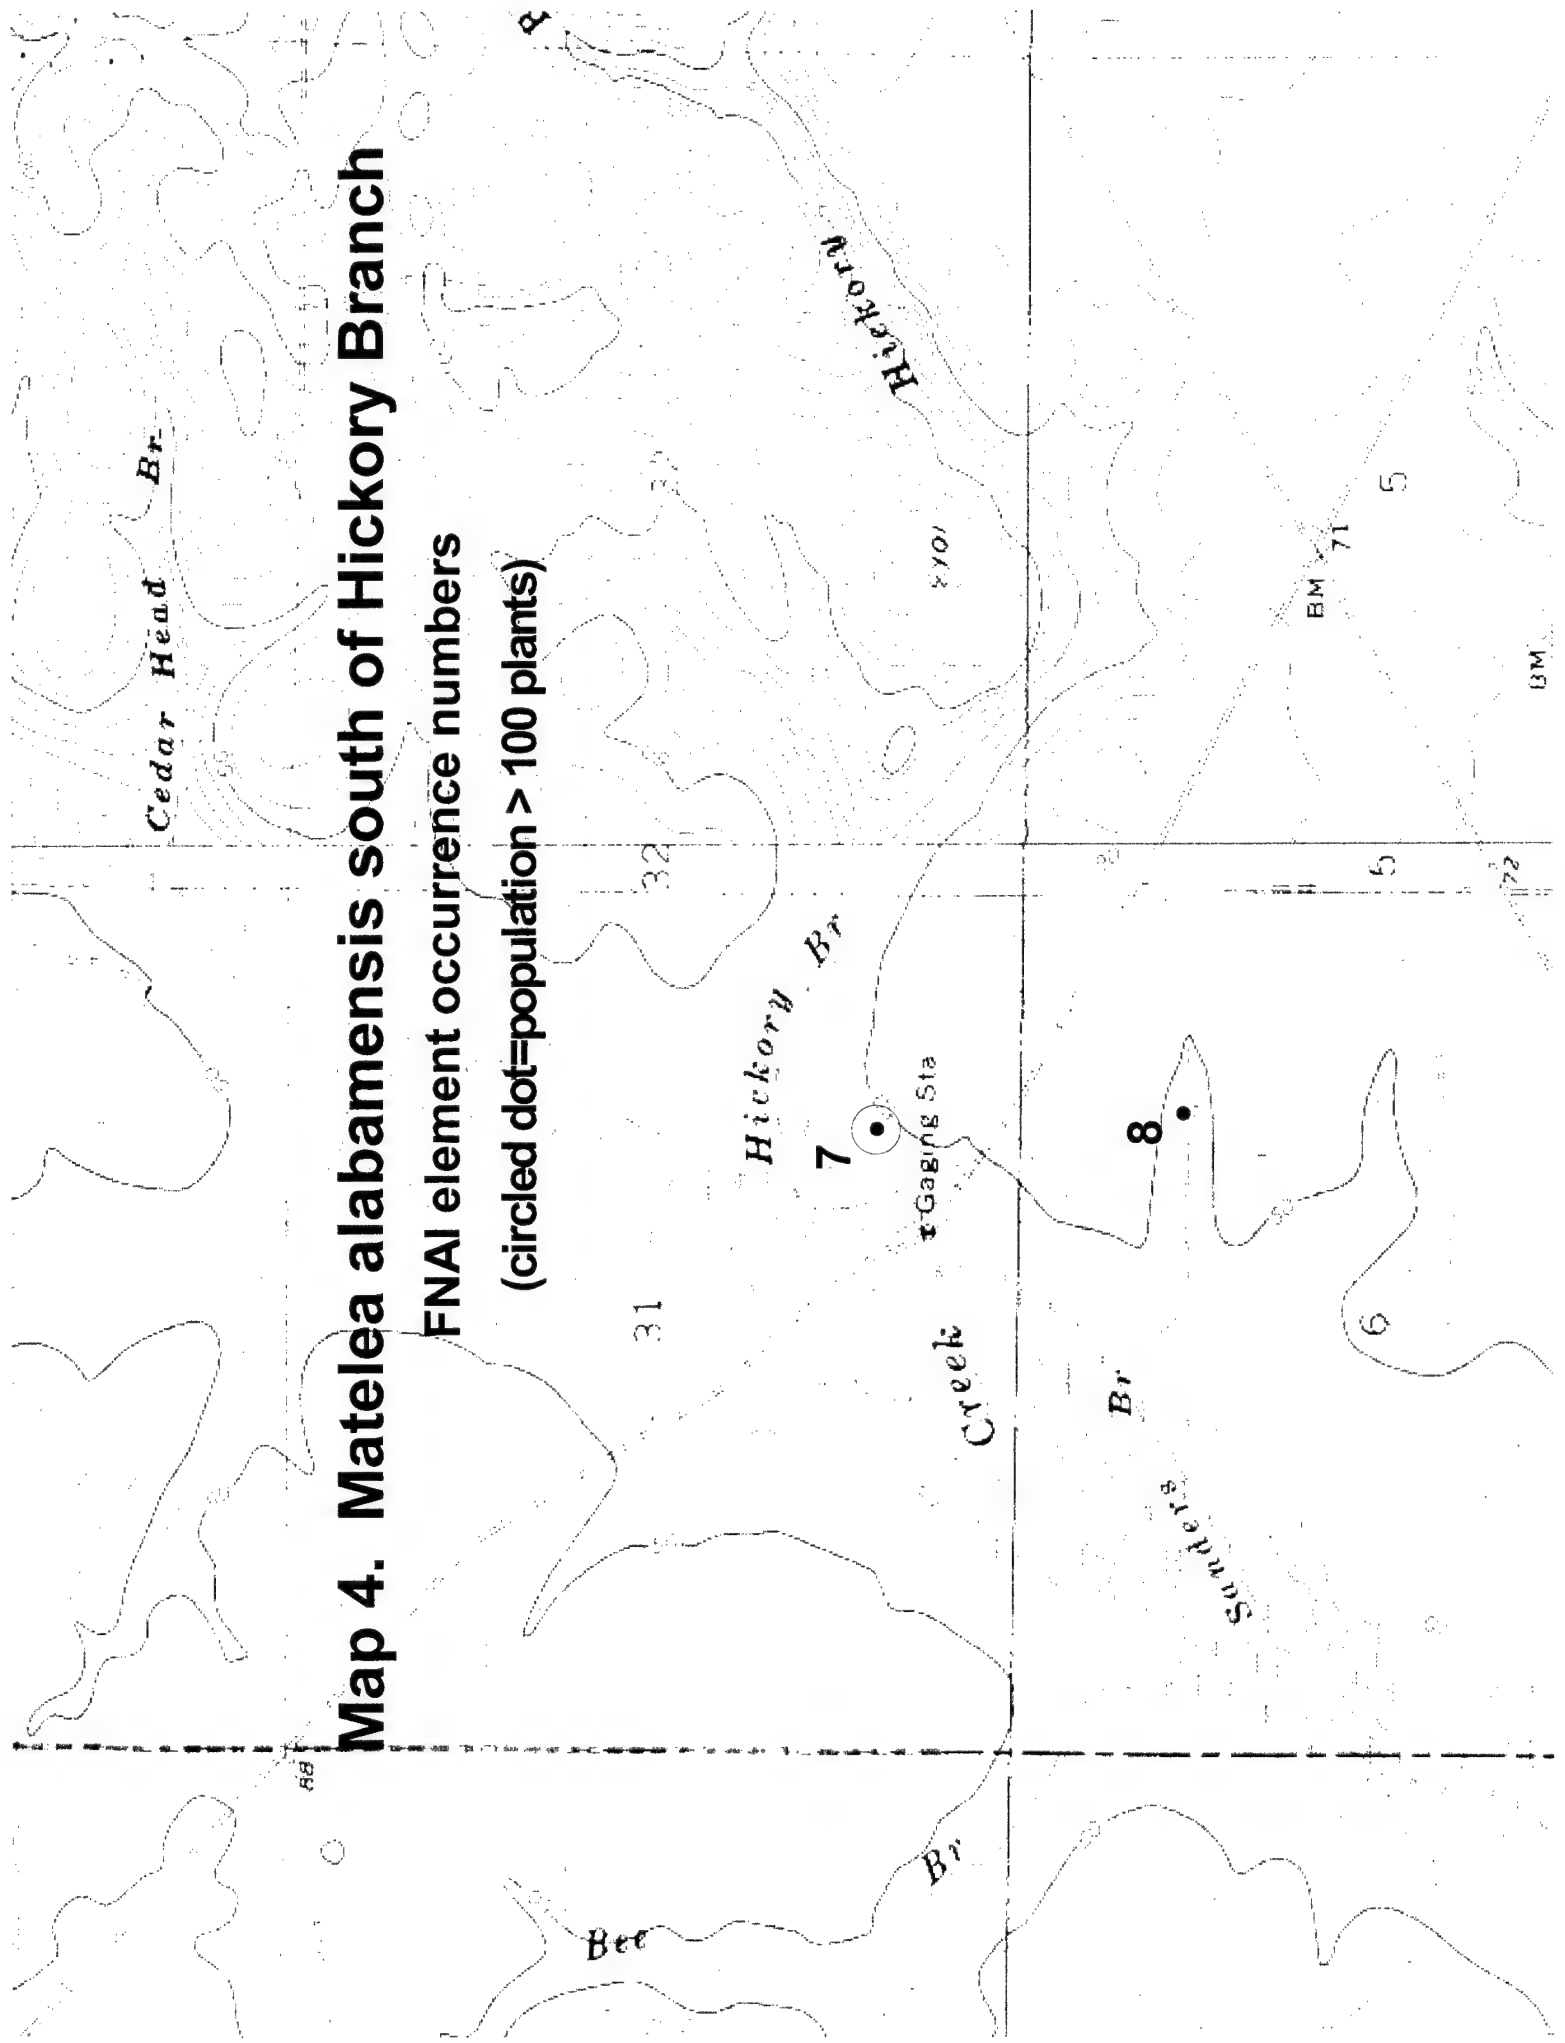 Map 4. Matelea alabamensis south of Hickory Branch
FNAI element occurrence numbers
(circled dot=population > 100 plants)
Cedar Head Br
88
31
32
Bee
Br
Hickory Br
7
Gaging Sta
Creek
Hickory
8
Br
Sunders
50
6
5
5
BM
71
BM
72